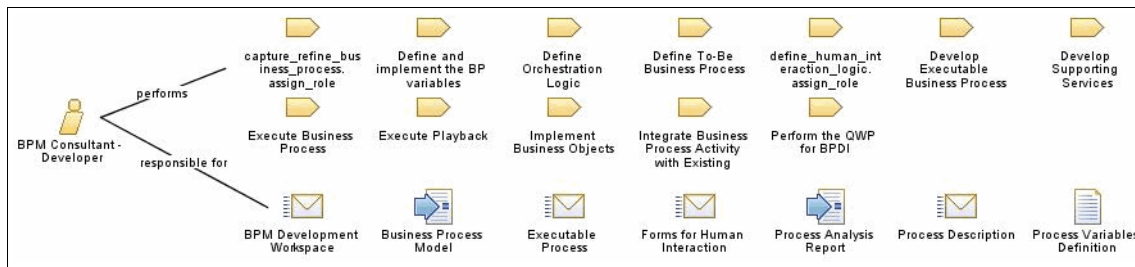 capture_refine_bus
iness_process.
assign_role
Define and
implement the BP
variables
Define
Orchestration
Logic
Define To-Be
Business Process
define_human_int
eraction_logic.
assign_role
Develop
Executable
Business Process
Develop
Supporting
Services
performs
BPM Consultant -
Developer
Execute Business
Process
Execute Playback
Implement
Business Objects
Integrate Business
Process Activity
with Existing
Perform the QWP
for BPDI
responsible for
BPM Development
Workspace
Business Process
Model
Executable
Process
Forms for Human
Interaction
Process Analysis
Report
Process Description
Process Variables
Definition